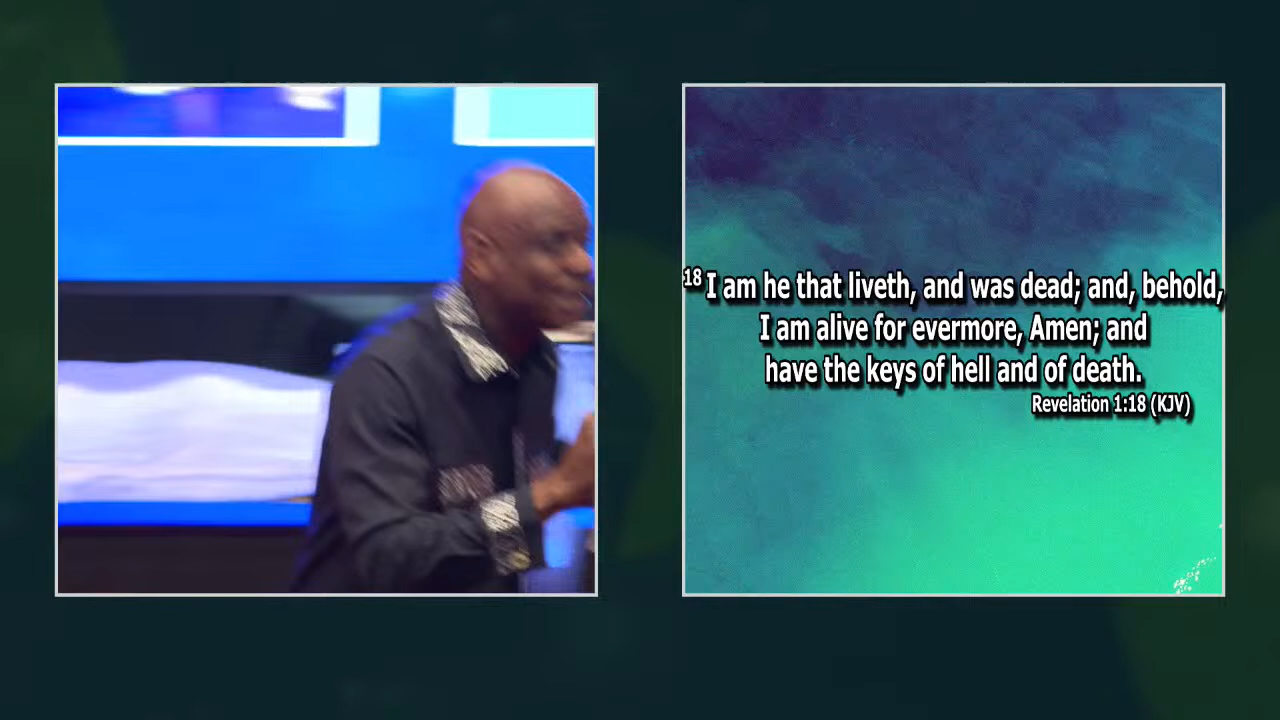 18 I am he that liveth, and was dead; and, behold,
I am alive for evermore, Amen; and
have the keys of hell and of death.
Revelation 1:18 (KJV)